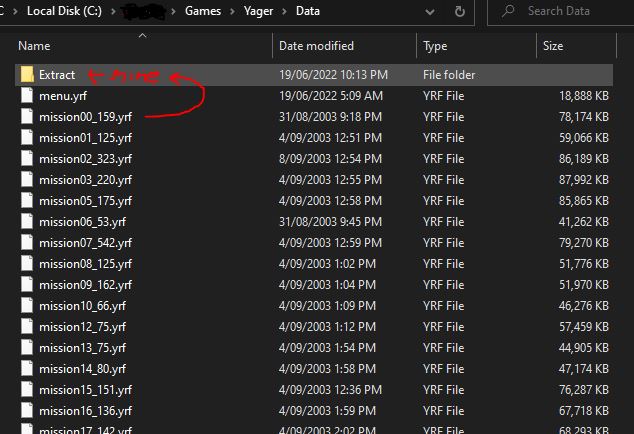 C > Local Disk (C:) > Games > Yager > Data
Search Data
Name Date modified Type Size
Extract ← mine 19/06/2022 10:13 PM File folder
menu.yrf 19/06/2022 5:09 AM YRF File 18,888 KB
mission00_159.yrf 31/08/2003 9:18 PM YRF File 78,174 KB
mission01_125.yrf 4/09/2003 12:51 PM YRF File 59,066 KB
mission02_323.yrf 8/09/2003 12:54 PM YRF File 86,189 KB
mission03_220.yrf 4/09/2003 12:55 PM YRF File 87,992 KB
mission05_175.yrf 4/09/2003 12:58 PM YRF File 85,865 KB
mission06_53.yrf 31/08/2003 9:45 PM YRF File 41,262 KB
mission07_542.yrf 4/09/2003 12:59 PM YRF File 79,270 KB
mission08_125.yrf 4/09/2003 1:02 PM YRF File 51,776 KB
mission09_162.yrf 4/09/2003 1:04 PM YRF File 51,970 KB
mission10_66.yrf 4/09/2003 1:09 PM YRF File 46,276 KB
mission12_75.yrf 4/09/2003 1:12 PM YRF File 57,459 KB
mission13_75.yrf 4/09/2003 1:54 PM YRF File 44,905 KB
mission14_80.yrf 4/09/2003 1:58 PM YRF File 47,174 KB
mission15_151.yrf 4/09/2003 12:36 PM YRF File 76,287 KB
mission16_136.yrf 4/09/2003 1:59 PM YRF File 67,718 KB
mission17_142.yrf 4/09/2003 2:02 PM YRF File 68,293 KB